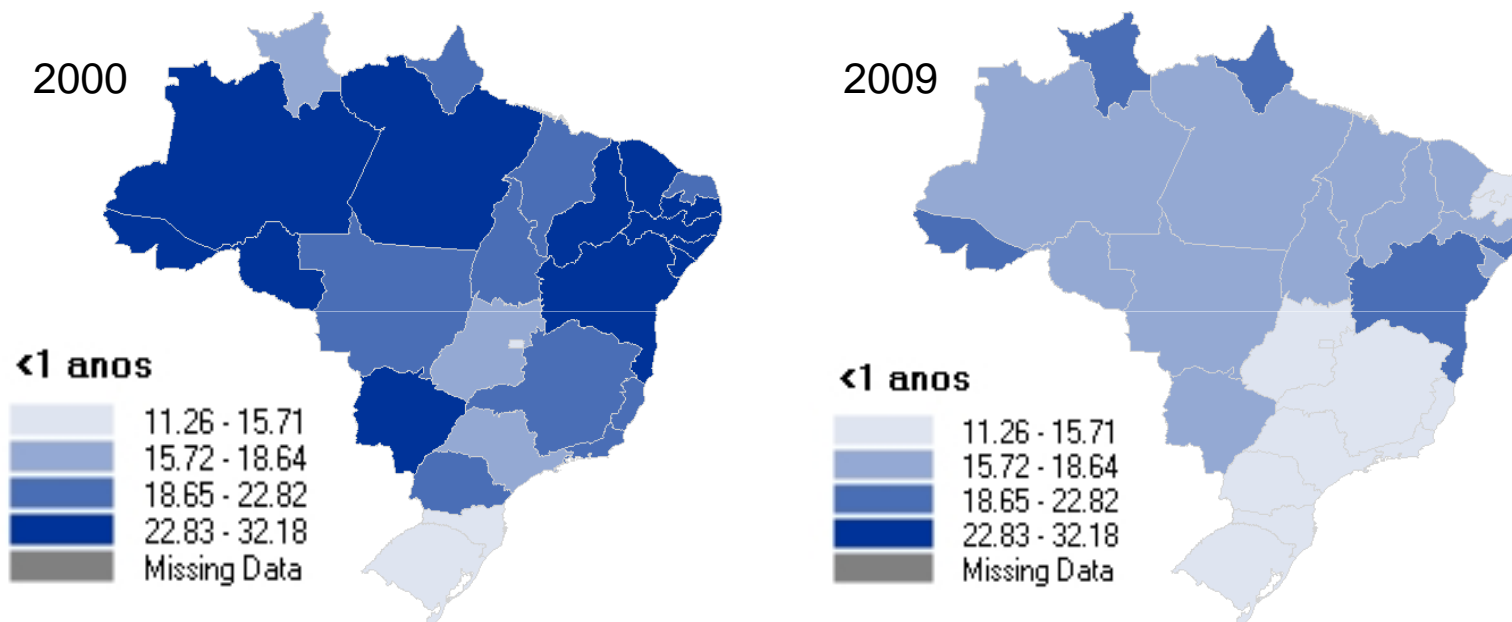 2000
<1 anos
11.26 - 15.71
15.72 - 18.64
18.65 - 22.82
22.83 - 32.18
Missing Data
2009
<1 anos
11.26 - 15.71
15.72 - 18.64
18.65 - 22.82
22.83 - 32.18
Missing Data